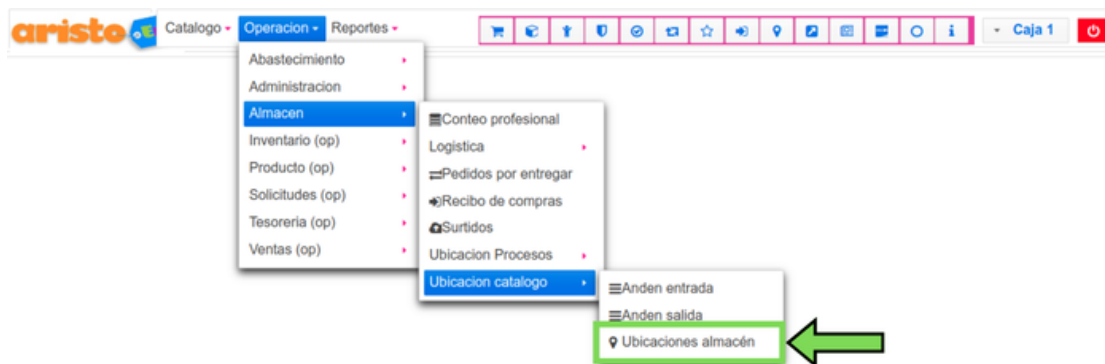 aristo.e
Catalogo Operacion Reportes Caja 1
Abastecimiento
Administracion
Almacen
Inventario (op)
Producto (op)
Solicitudes (op)
Tesoreria (op)
Ventas (op)
Conteo profesional
Logistica
Pedidos por entregar
Recibo de compras
Surtidos
Ubicacion Procesos
Ubicacion catalogo
Anden entrada
Anden salida
Ubicaciones almacén